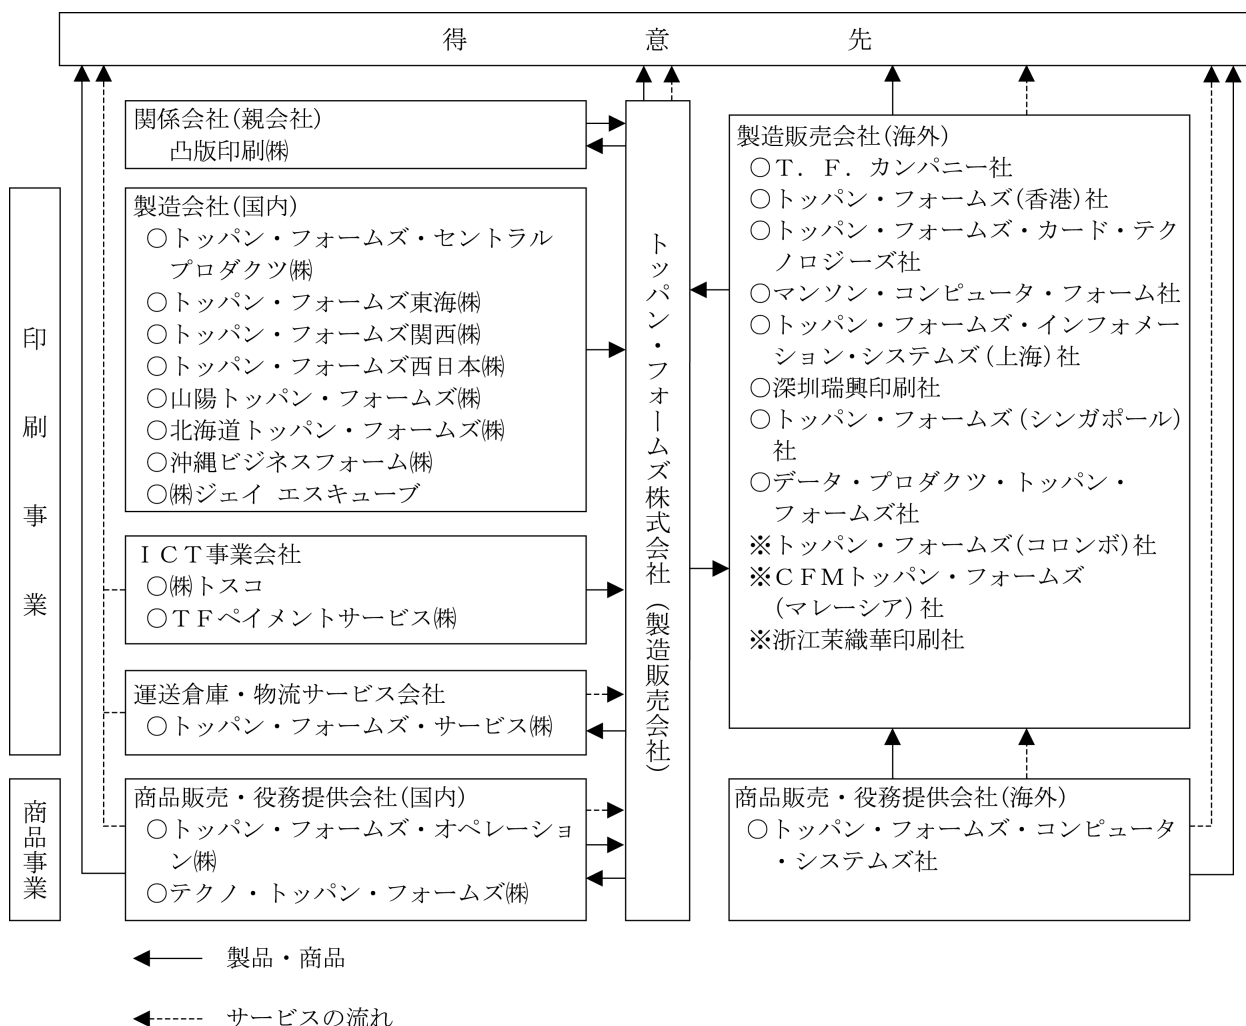 得意先
関係会社(親会社)
凸版印刷㈱
印刷事業
製造会社(国内)
○トッパン・フォームズ・セントラル
プロダクツ㈱
○トッパン・フォームズ東海㈱
○トッパン・フォームズ関西㈱
○トッパン・フォームズ西日本㈱
○山陽トッパン・フォームズ㈱
○北海道トッパン・フォームズ㈱
○沖縄ビジネスフォーム㈱
○㈱ジェイ エスキューブ
ＩＣＴ事業会社
○㈱トスコ
○ＴＦペイメントサービス㈱
運送倉庫・物流サービス会社
○トッパン・フォームズ・サービス㈱
商品事業
商品販売・役務提供会社(国内)
○トッパン・フォームズ・オペレーショ
ン㈱
○テクノ・トッパン・フォームズ㈱
トッパン・フォームズ株式会社(製造販売会社)
製造販売会社(海外)
○Ｔ．Ｆ．カンパニー社
○トッパン・フォームズ(香港)社
○トッパン・フォームズ・カード・テク
ノロジーズ社
○マンソン・コンピュータ・フォーム社
○トッパン・フォームズ・インフォメー
ション・システムズ(上海)社
○深圳瑞興印刷社
○トッパン・フォームズ(シンガポール)
社
○データ・プロダクツ・トッパン・
フォームズ社
※トッパン・フォームズ(コロンボ)社
※ＣＦＭトッパン・フォームズ
(マレーシア)社
※浙江茉織華印刷社
商品販売・役務提供会社(海外)
○トッパン・フォームズ・コンピュータ
・システムズ社
製品・商品
サービスの流れ